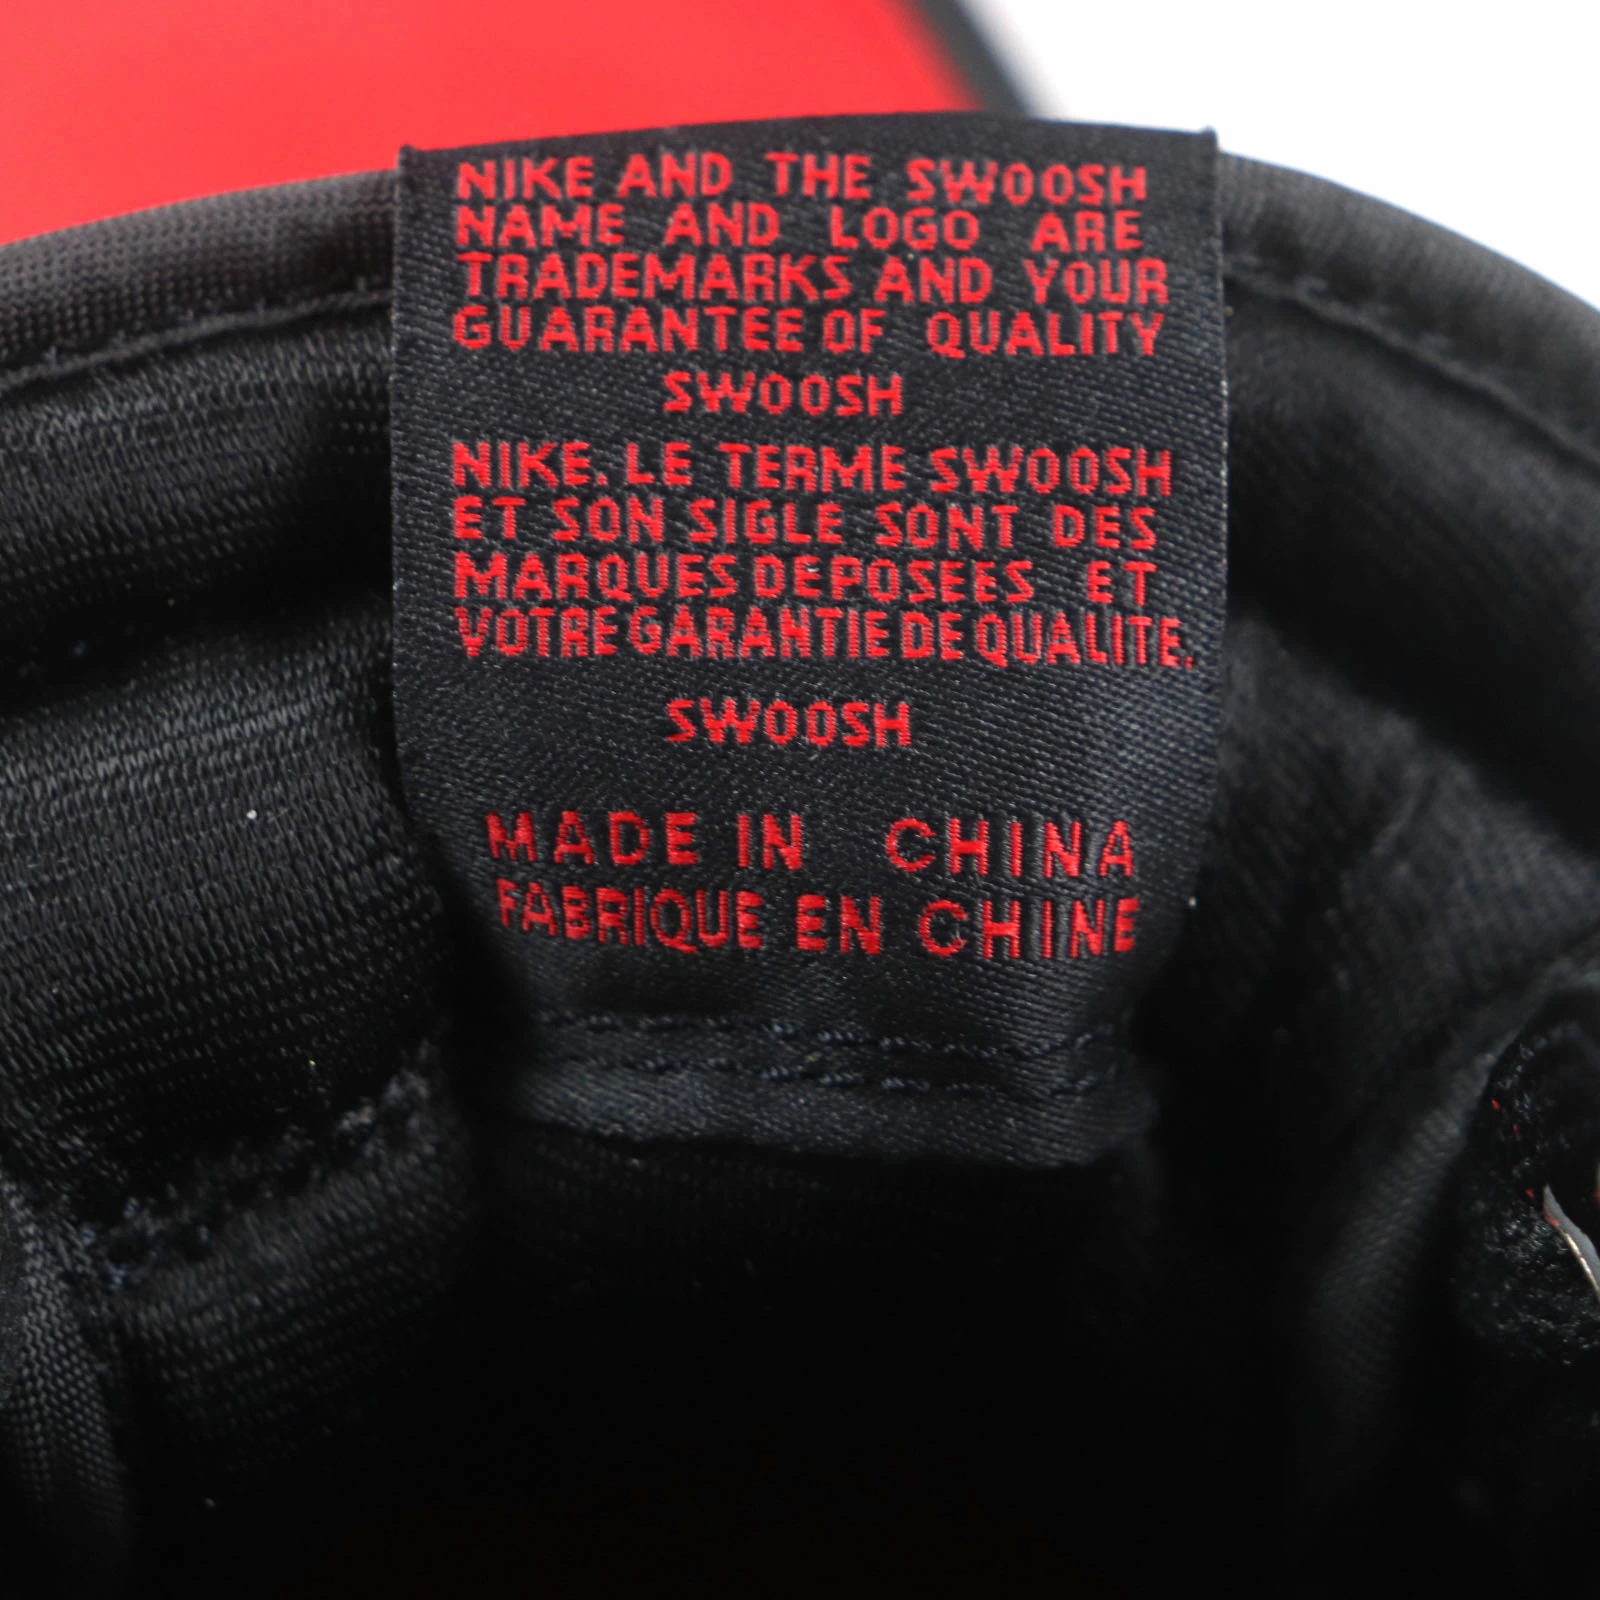 NIKE AND THE SWOOSH
NAME AND LOGO ARE
TRADEMARKS AND YOUR
GUARANTEE OF QUALITY
SWOOSH
NIKE. LE TERME SWOOSH
ET SON SIGLE SONT DES
MARQUES DEPOSEES ET
VOTRE GARANTIE DE QUALITE.
SWOOSH
MADE IN CHINA
FABRIQUE EN CHINE